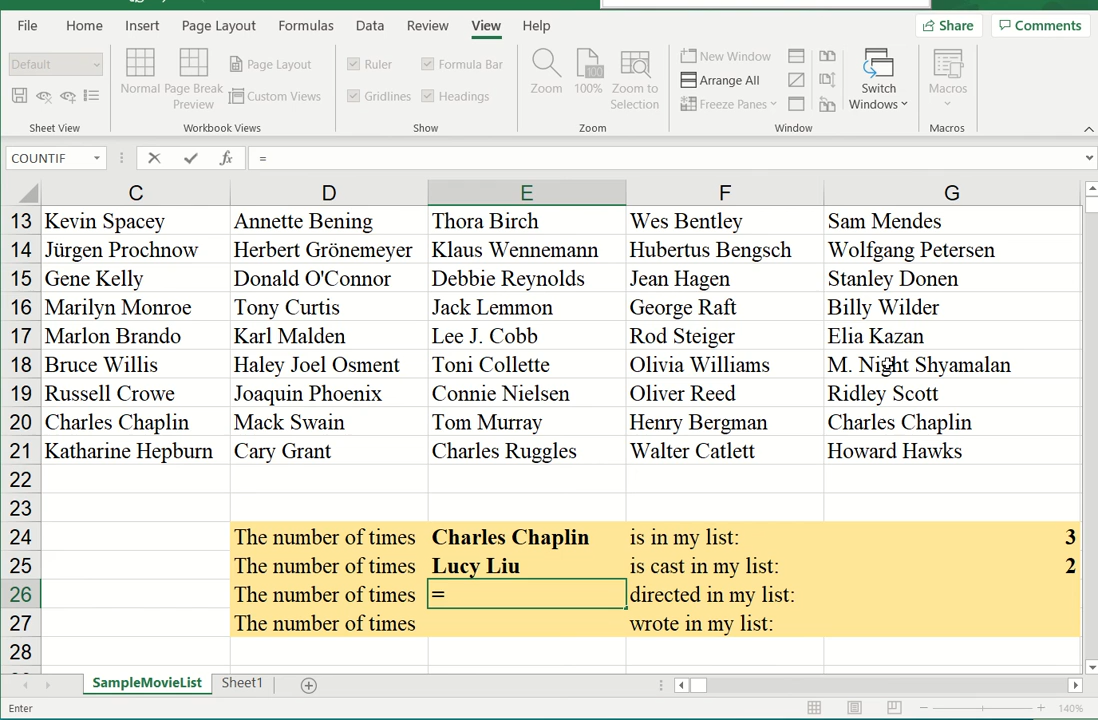 File Home Insert Page Layout Formulas Data Review View Help Share Comments
Default
Normal Page Break Preview Page Layout Custom Views
Ruler Formula Bar
Gridlines Headings
Zoom 100% Zoom to Selection
New Window
Arrange All
Freeze Panes
Switch Windows
Macros
Sheet View Workbook Views Show Zoom Window Macros
COUNTIF fx =
C D E F G
13 Kevin Spacey Annette Bening Thora Birch Wes Bentley Sam Mendes
14 Jürgen Prochnow Herbert Grönemeyer Klaus Wennemann Hubertus Bengsch Wolfgang Petersen
15 Gene Kelly Donald O'Connor Debbie Reynolds Jean Hagen Stanley Donen
16 Marilyn Monroe Tony Curtis Jack Lemmon George Raft Billy Wilder
17 Marlon Brando Karl Malden Lee J. Cobb Rod Steiger Elia Kazan
18 Bruce Willis Haley Joel Osment Toni Collette Olivia Williams M. Night Shyamalan
19 Russell Crowe Joaquin Phoenix Connie Nielsen Oliver Reed Ridley Scott
20 Charles Chaplin Mack Swain Tom Murray Henry Bergman Charles Chaplin
21 Katharine Hepburn Cary Grant Charles Ruggles Walter Catlett Howard Hawks
22
23
24 The number of times Charles Chaplin is in my list: 3
25 The number of times Lucy Liu is cast in my list: 2
26 The number of times = directed in my list:
27 The number of times wrote in my list:
28
SampleMovieList Sheet1
Enter 140%